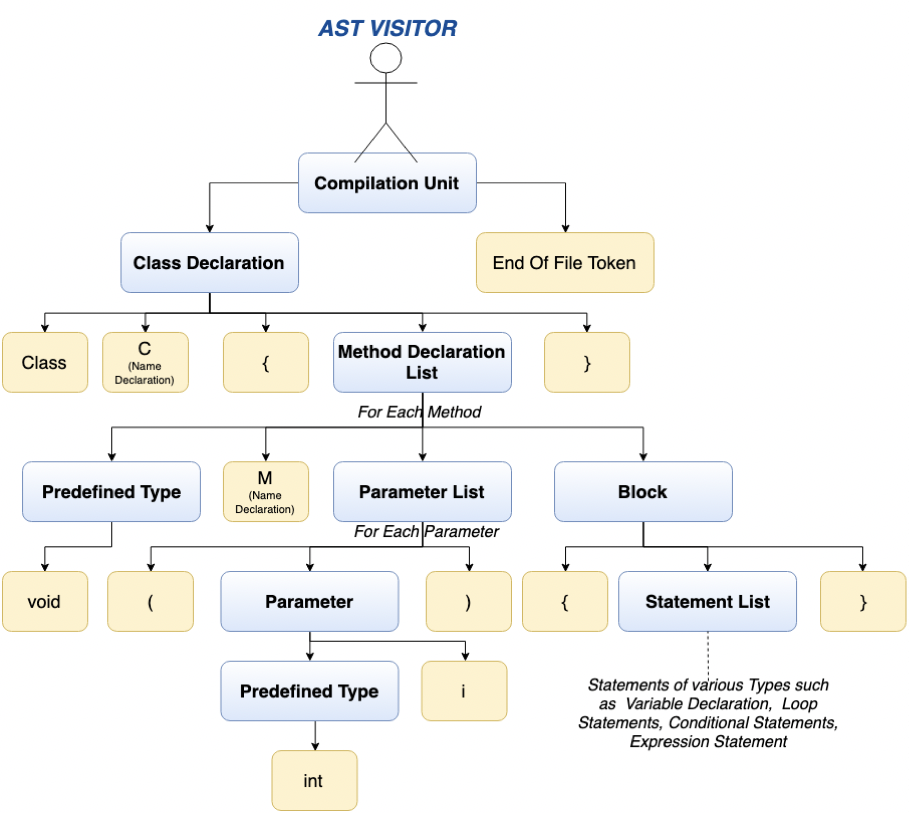 AST VISITOR
Compilation Unit
Class Declaration
End Of File Token
Class
C
(Name
Declaration)
{
Method Declaration
List
}
For Each Method
Predefined Type
M
(Name
Declaration)
Parameter List
Block
For Each Parameter
void
(
Parameter
)
{
Statement List
}
Predefined Type
i
Statements of various Types such
as Variable Declaration, Loop
Statements, Conditional Statements,
Expression Statement
int